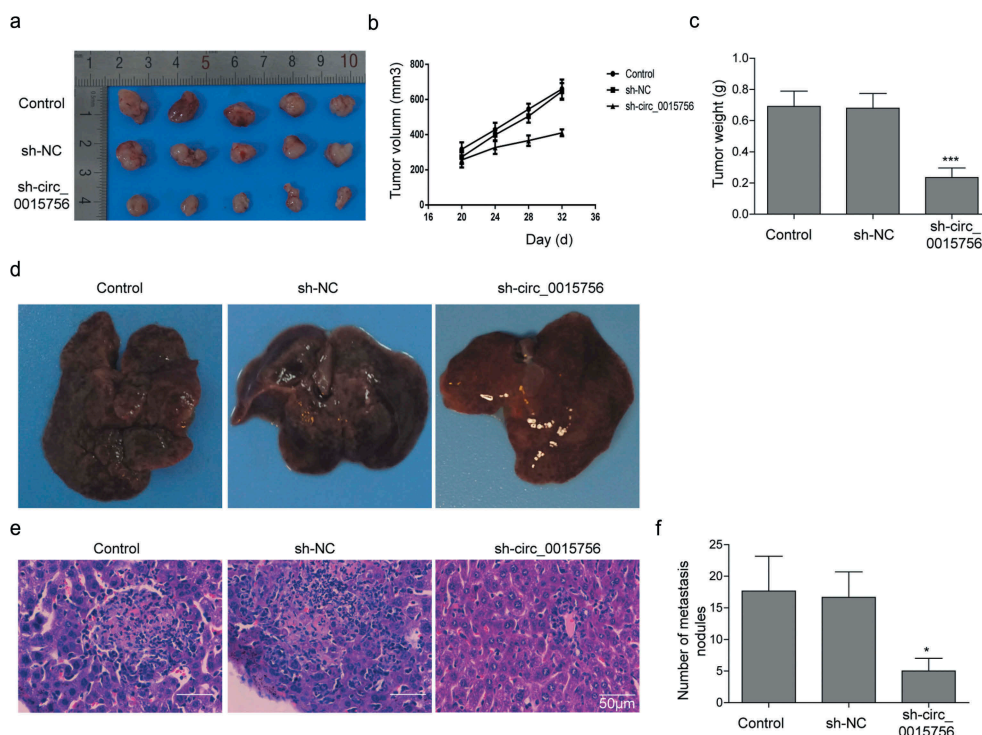 a
1 2 3 4 5 6 7 8 9 10
1
2
3
4
Control
sh-NC
sh-circ_
0015756
b
Tumor volumn (mm3)
800
600
400
200
0
16 20 24 28 32 36
Day (d)
Control
sh-NC
sh-circ_0015756
c
Tumor weight (g)
1.0
0.8
0.6
0.4
0.2
0.0
***
Control sh-NC sh-circ_
0015756
d
Control sh-NC sh-circ_0015756
e
Control sh-NC sh-circ_0015756
50μm
f
Number of metastasis
nodules
25
20
15
10
5
0
*
Control sh-NC sh-circ_
0015756